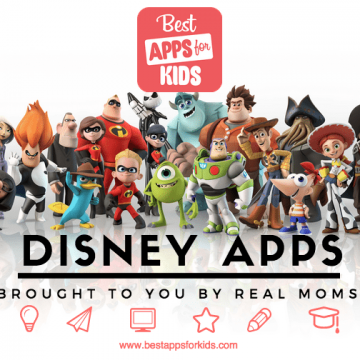 Best
APPS for
KIDS
DISNEY APPS
BROUGHT TO YOU BY REAL MOMS
www.bestappsforkids.com